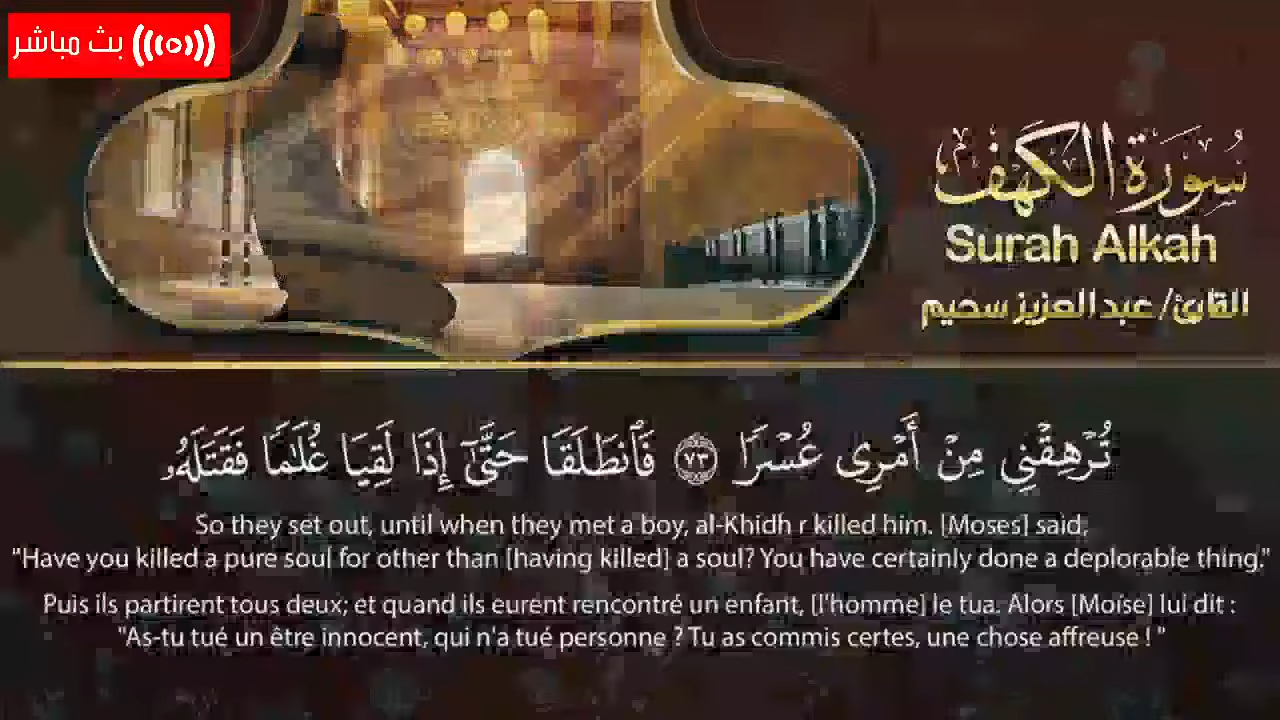 بث مباشر
سُورَةُ الكَهْف
Surah Alkah
القارئ/ عبد العزيز سحيم
تُرْهِقْنِي مِنْ أَمْرِى عُسْرًا ٧٣ فَٱنطَلَقَا حَتَّىٰٓ إِذَا لَقِيَا غُلَٰمًا فَقَتَلَهُۥ
So they set out, until when they met a boy, al-Khidh r killed him. [Moses] said,
"Have you killed a pure soul for other than [having killed] a soul? You have certainly done a deplorable thing."
Puis ils partirent tous deux; et quand ils eurent rencontré un enfant, [l'homme] le tua. Alors [Moïse] lui dit :
"As-tu tué un être innocent, qui n'a tué personne ? Tu as commis certes, une chose affreuse ! "